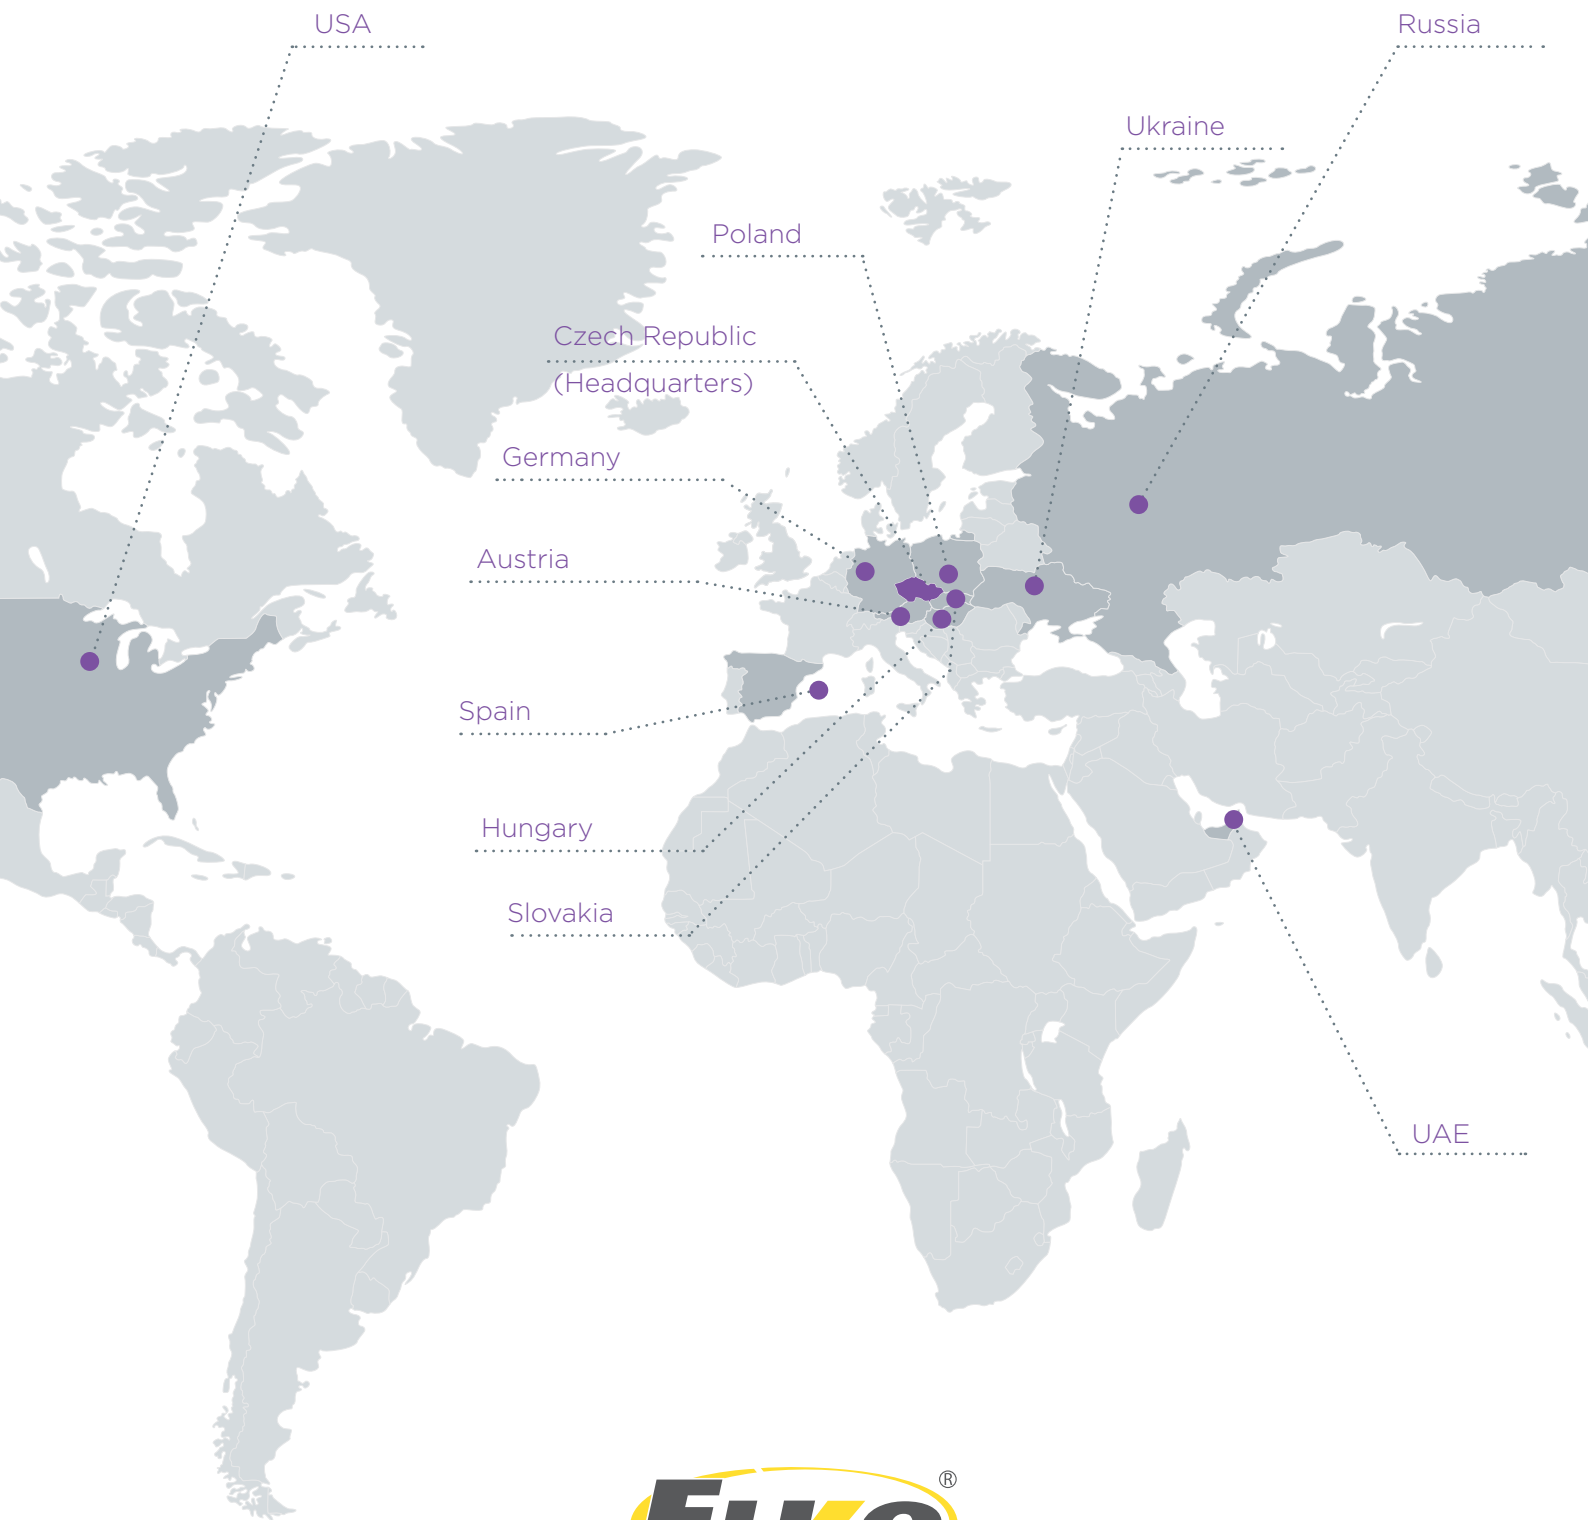 USA
Russia
Ukraine
Poland
Czech Republic
(Headquarters)
Germany
Austria
Spain
Hungary
Slovakia
UAE
®